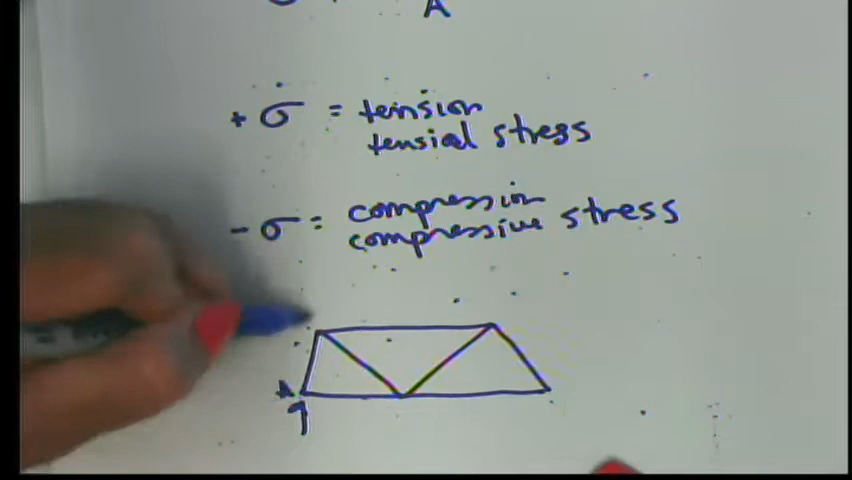 A
+ σ = tension
tensial stress
- σ = compression
compressive stress
A